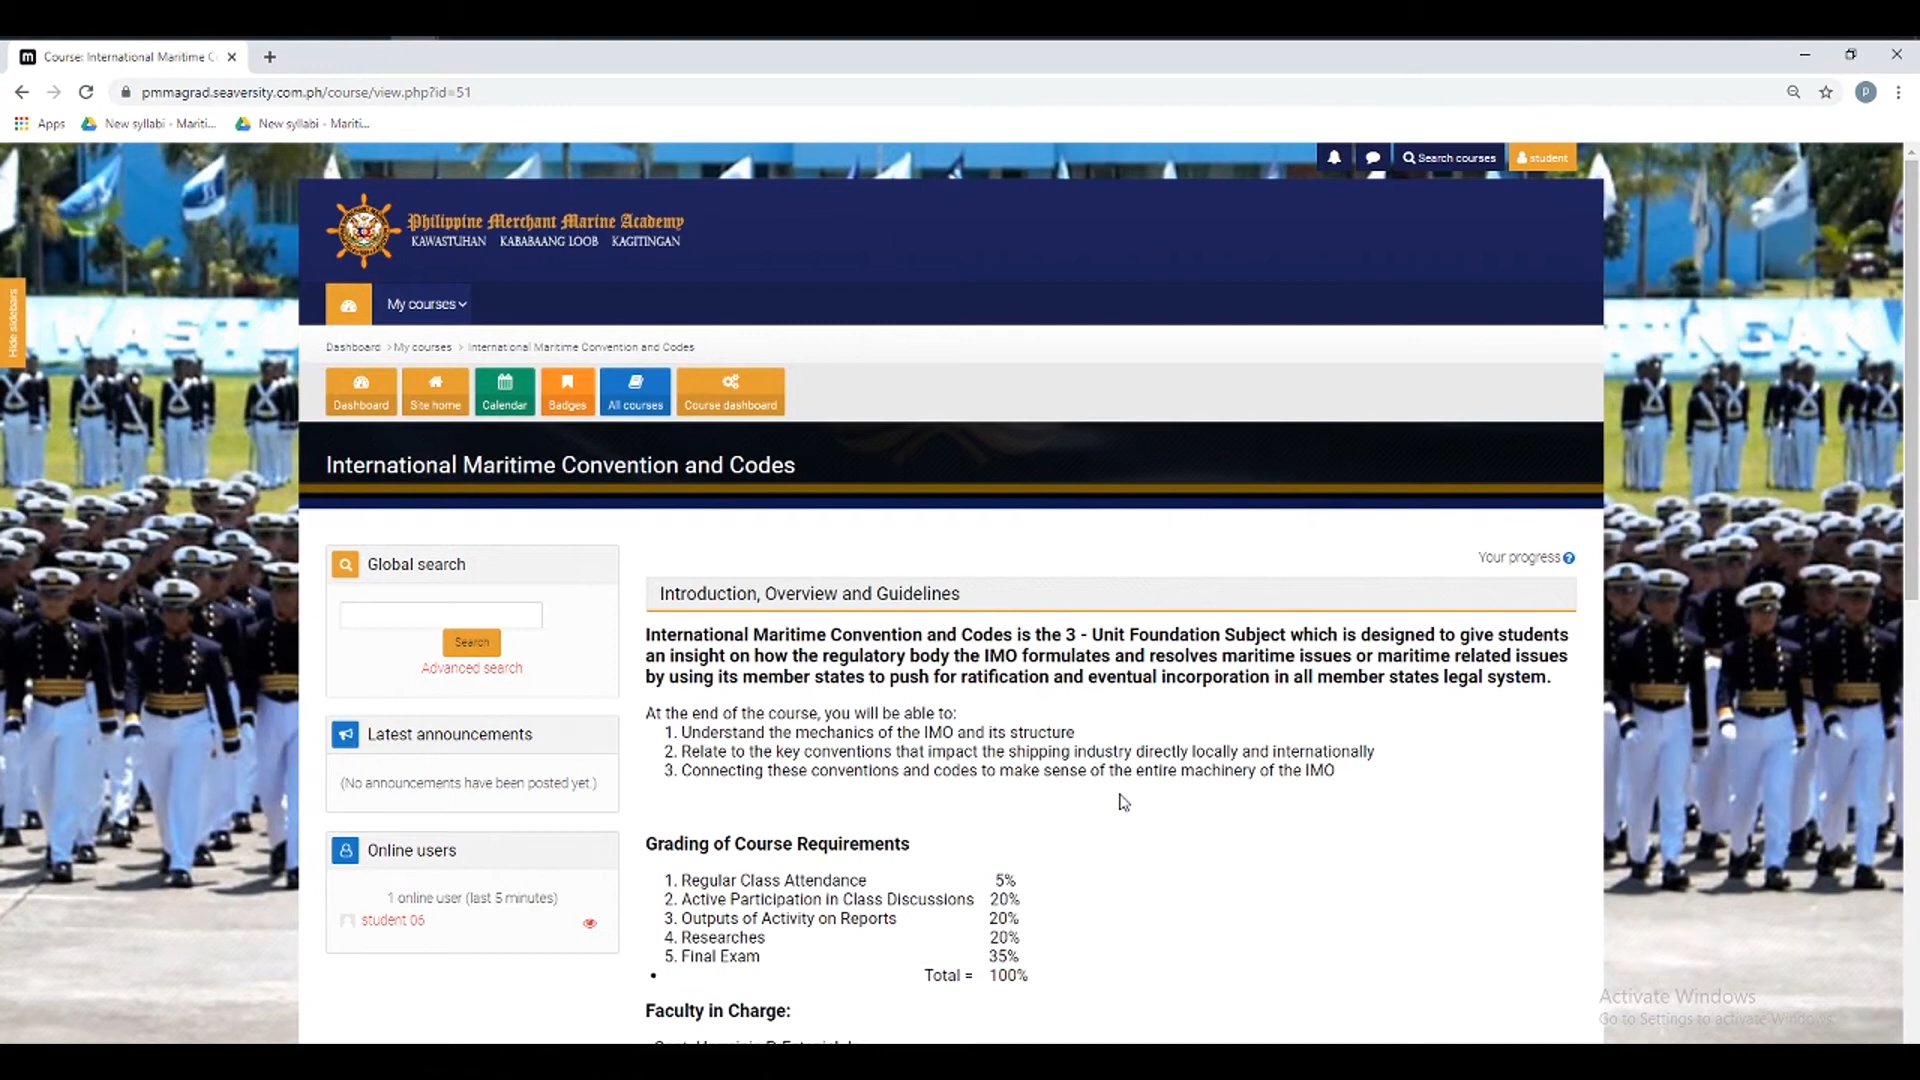 Course: International Maritime C
pmmagrad.seaversity.com.ph/course/view.php?id=51
P
Apps
New syllabi - Mariti...
New syllabi - Mariti...
Search courses
student
Philippine Merchant Marine Academy
KAWASTUHAN KABABAANG LOOB KAGITINGAN
Hide sidebars
My courses
Dashboard > My courses > International Maritime Convention and Codes
Dashboard
Site home
Calendar
Badges
All courses
Course dashboard
International Maritime Convention and Codes
Global search
Search
Advanced search
Latest announcements
(No announcements have been posted yet.)
Online users
1 online user (last 5 minutes)
student 06
Your progress
Introduction, Overview and Guidelines
International Maritime Convention and Codes is the 3 - Unit Foundation Subject which is designed to give students
an insight on how the regulatory body the IMO formulates and resolves maritime issues or maritime related issues
by using its member states to push for ratification and eventual incorporation in all member states legal system.
At the end of the course, you will be able to:
1. Understand the mechanics of the IMO and its structure
2. Relate to the key conventions that impact the shipping industry directly locally and internationally
3. Connecting these conventions and codes to make sense of the entire machinery of the IMO
Grading of Course Requirements
1. Regular Class Attendance 5%
2. Active Participation in Class Discussions 20%
3. Outputs of Activity on Reports 20%
4. Researches 20%
5. Final Exam 35%
• Total = 100%
Faculty in Charge:
Activate Windows
Go to Settings to activate Windows.